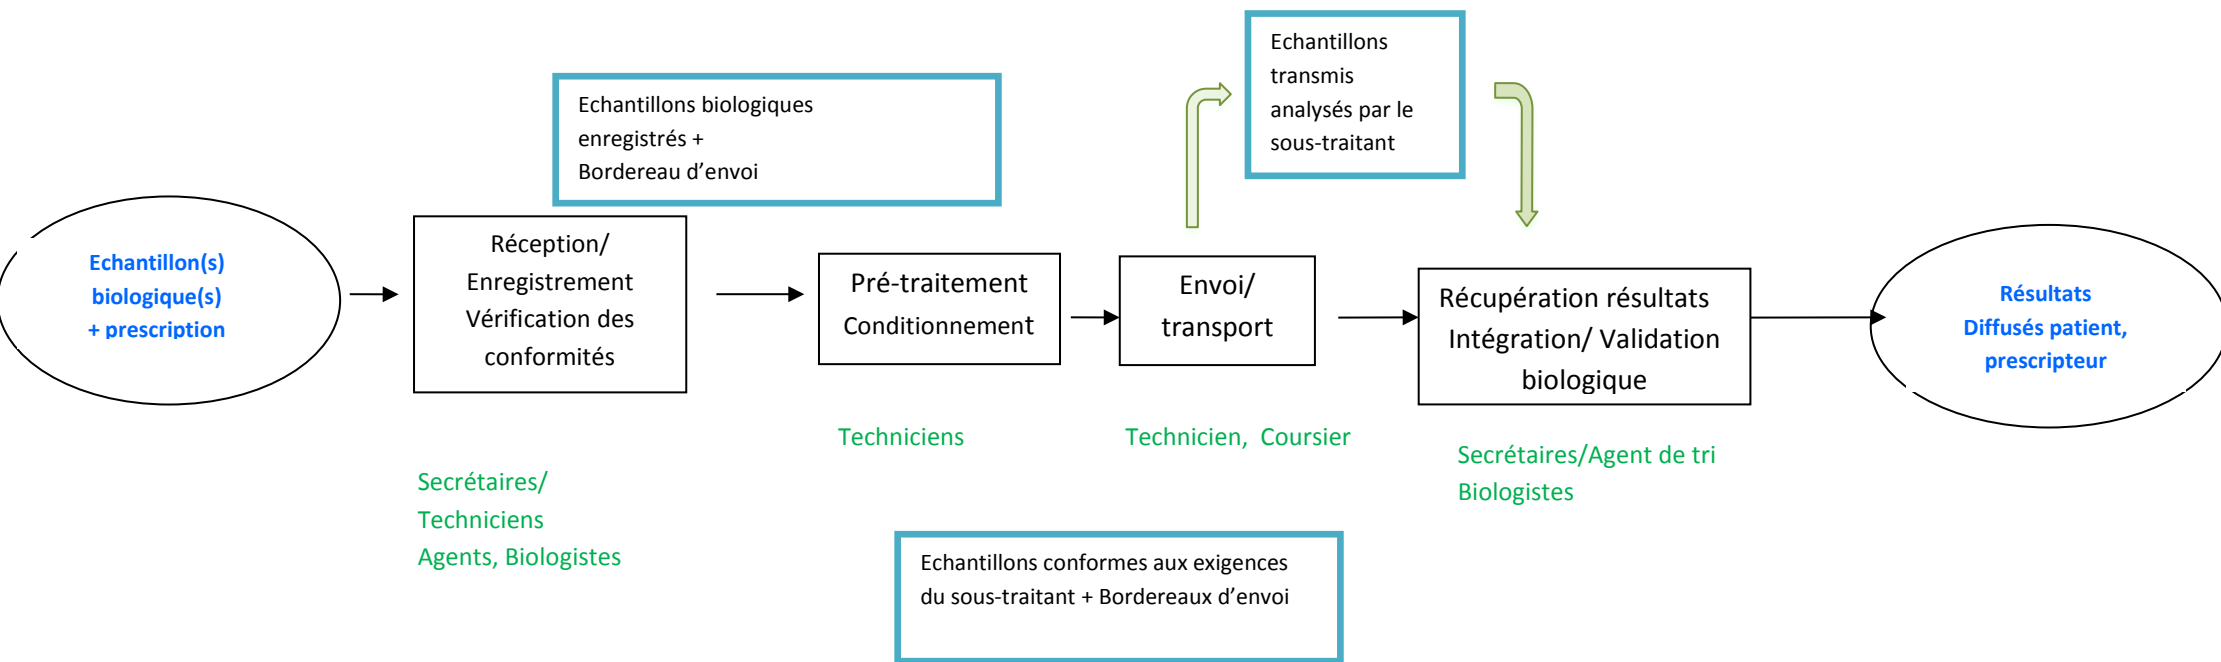 Echantillons
transmis
analysés par le
sous-traitant
Echantillons biologiques
enregistrés +
Bordereau d’envoi
Echantillon(s)
biologique(s)
+ prescription
Réception/
Enregistrement
Vérification des
conformités
Pré-traitement
Conditionnement
Envoi/
transport
Récupération résultats
Intégration/ Validation
biologique
Résultats
Diffusés patient,
prescripteur
Secrétaires/
Techniciens
Agents, Biologistes
Techniciens
Technicien, Coursier
Secrétaires/Agent de tri
Biologistes
Echantillons conformes aux exigences
du sous-traitant + Bordereaux d’envoi